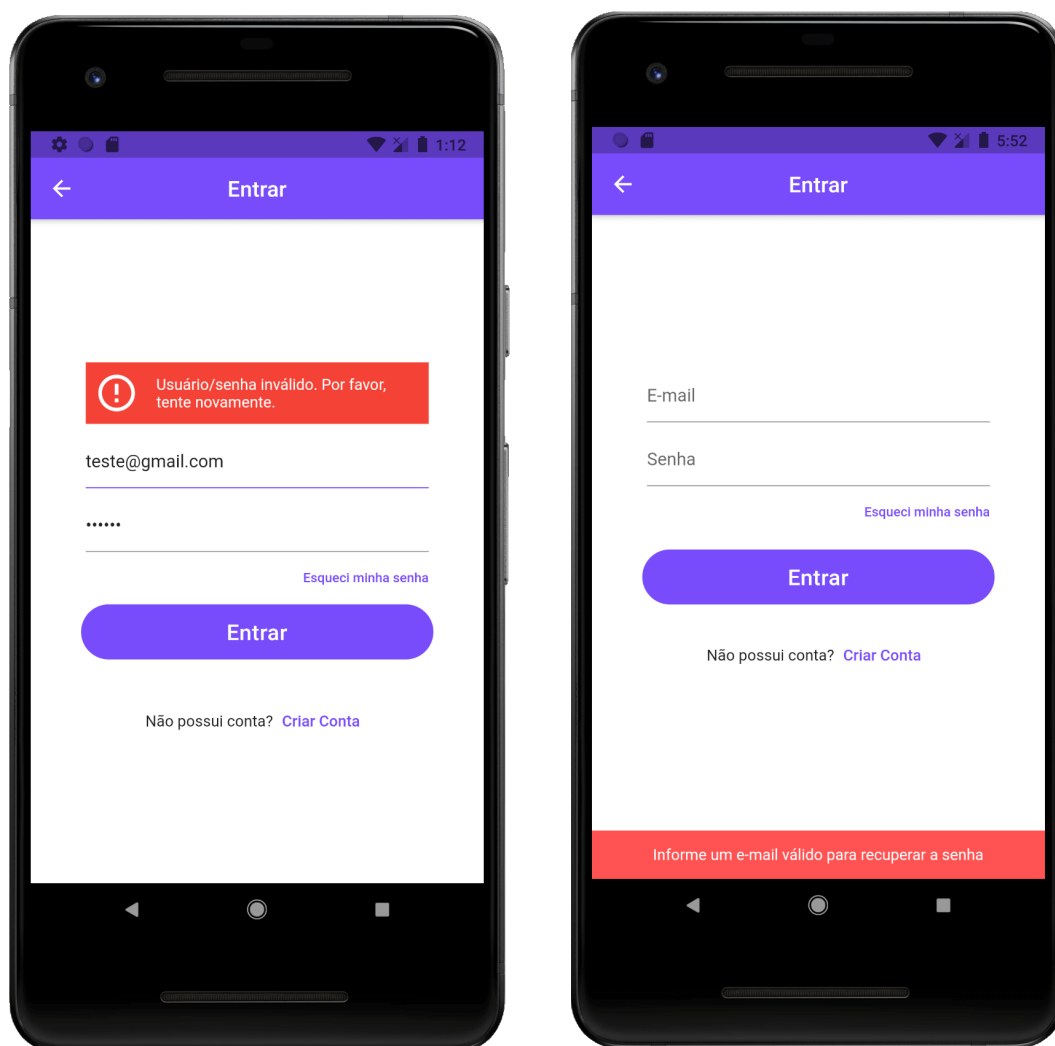 1:12
Entrar
Usuário/senha inválido. Por favor,
tente novamente.
teste@gmail.com
••••••
Esqueci minha senha
Entrar
Não possui conta? Criar Conta
5:52
Entrar
E-mail
Senha
Esqueci minha senha
Entrar
Não possui conta? Criar Conta
Informe um e-mail válido para recuperar a senha